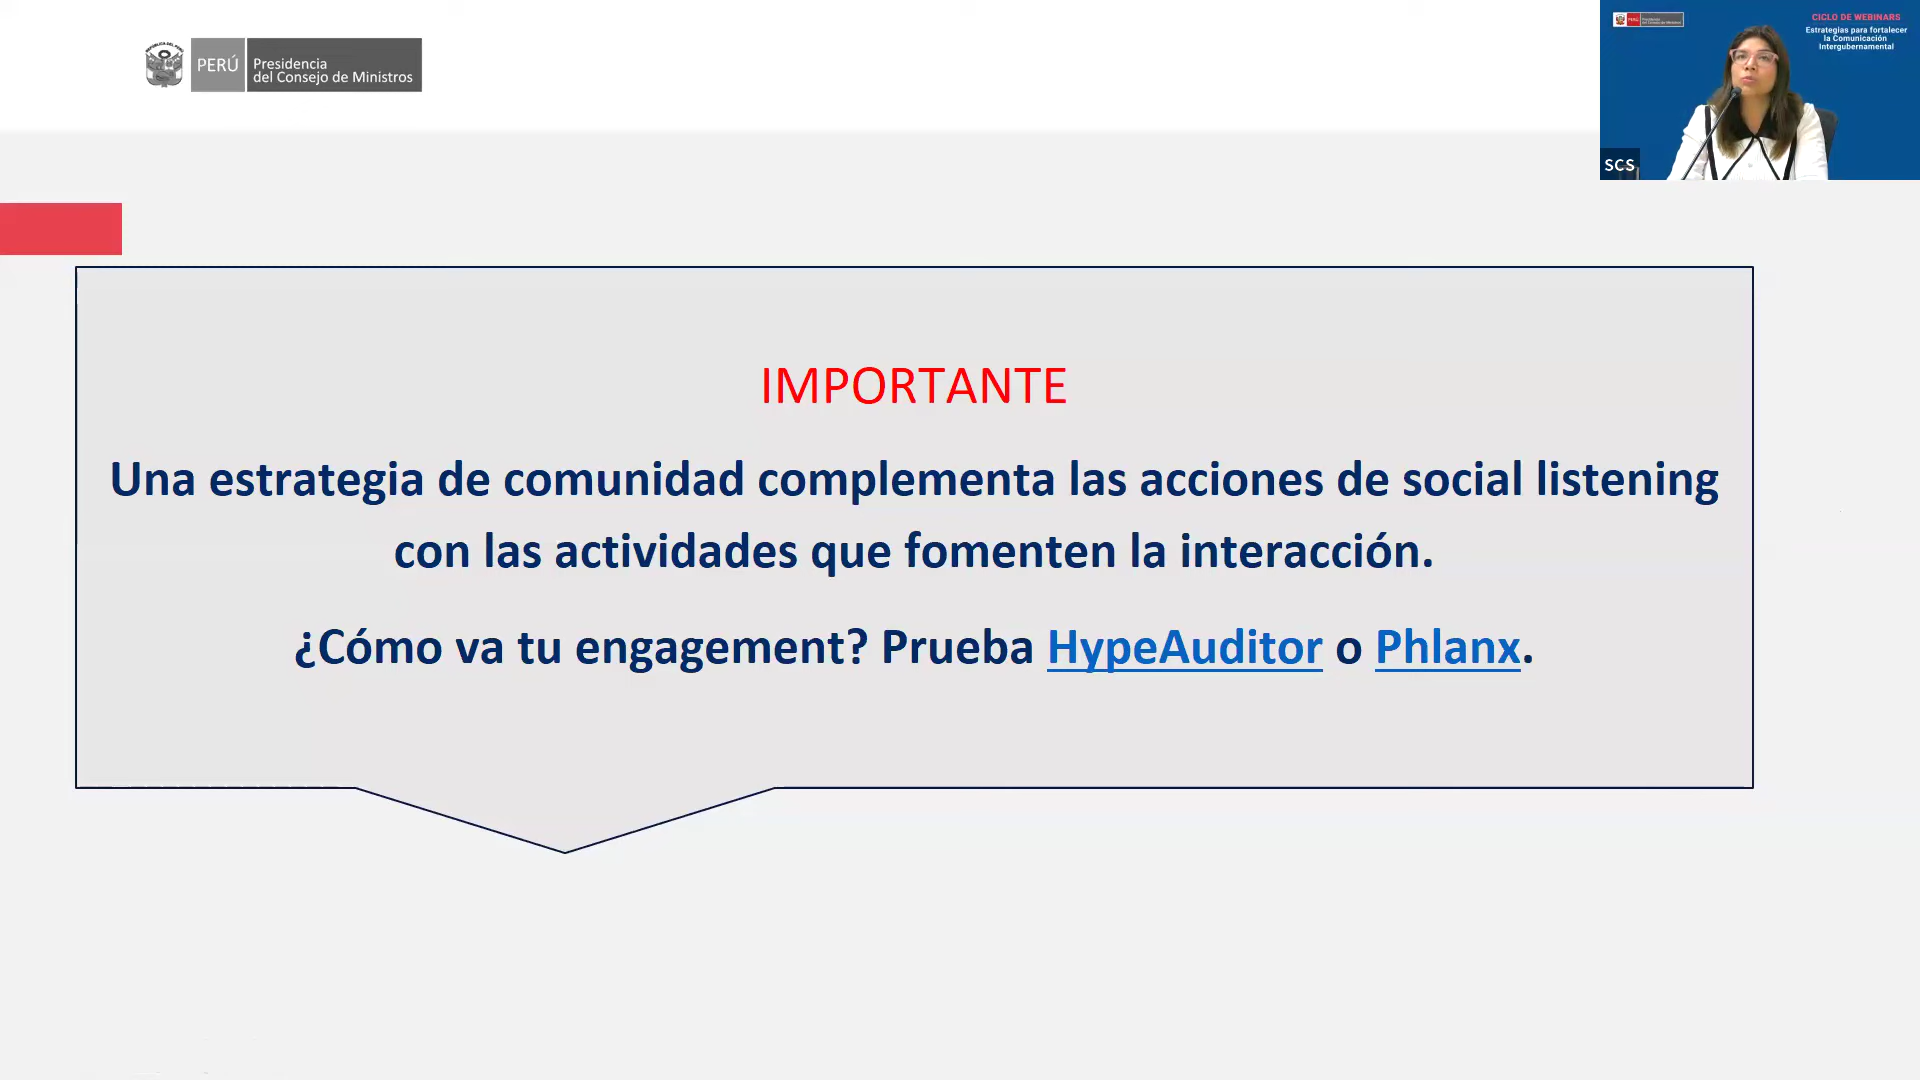 PERÚ
Presidencia
del Consejo de Ministros
CICLO DE WEBINARS
Estrategias para fortalecer
la Comunicación
Intergubernamental
SCS
IMPORTANTE
Una estrategia de comunidad complementa las acciones de social listening
con las actividades que fomenten la interacción.
¿Cómo va tu engagement? Prueba HypeAuditor o Phlanx.